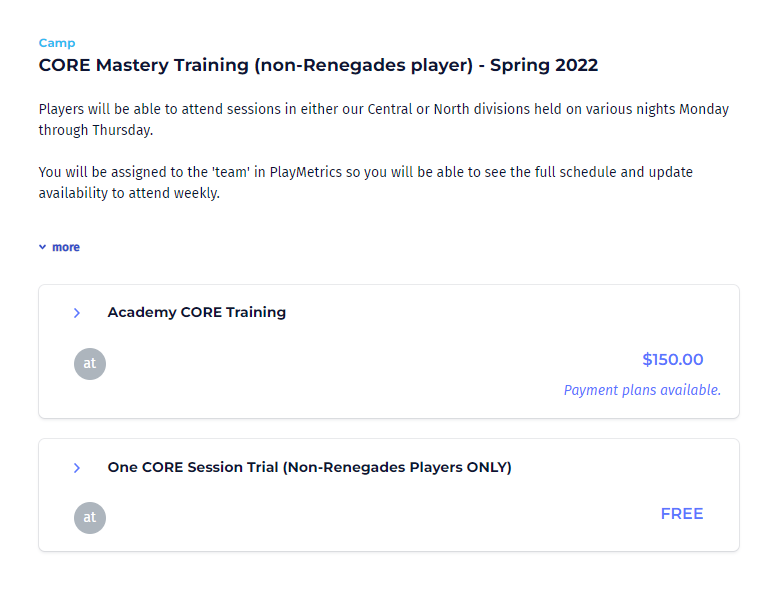 Camp
CORE Mastery Training (non-Renegades player) - Spring 2022
Players will be able to attend sessions in either our Central or North divisions held on various nights Monday
through Thursday.
You will be assigned to the 'team' in PlayMetrics so you will be able to see the full schedule and update
availability to attend weekly.
more
Academy CORE Training
at
$150.00
Payment plans available.
One CORE Session Trial (Non-Renegades Players ONLY)
at
FREE